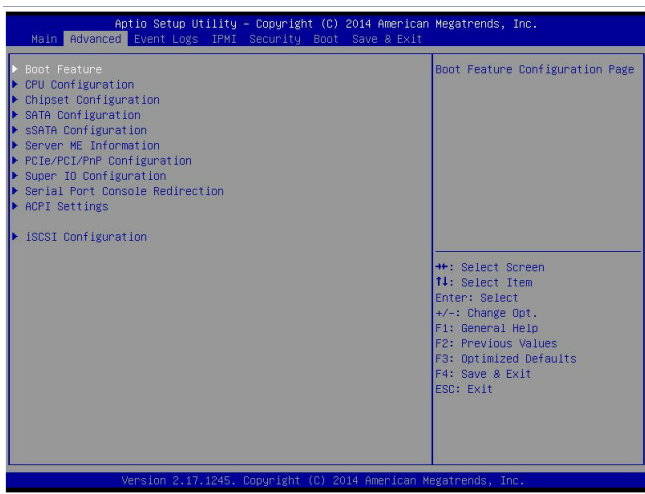 Aptio Setup Utility – Copyright (C) 2014 American Megatrends, Inc.
Main Advanced Event Logs IPMI Security Boot Save & Exit
▶ Boot Feature
▶ CPU Configuration
▶ Chipset Configuration
▶ SATA Configuration
▶ sSATA Configuration
▶ Server ME Information
▶ PCIe/PCI/PnP Configuration
▶ Super IO Configuration
▶ Serial Port Console Redirection
▶ ACPI Settings
▶ iSCSI Configuration
Boot Feature Configuration Page
→←: Select Screen
↑↓: Select Item
Enter: Select
+/-: Change Opt.
F1: General Help
F2: Previous Values
F3: Optimized Defaults
F4: Save & Exit
ESC: Exit
Version 2.17.1245. Copyright (C) 2014 American Megatrends, Inc.